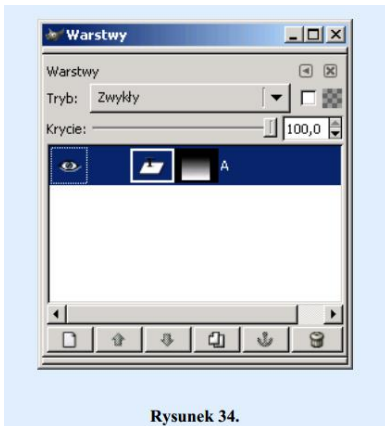 Warstwy
Warstwy
Tryb: Zwykły
Krycie: 100,0
A
Rysunek 34.